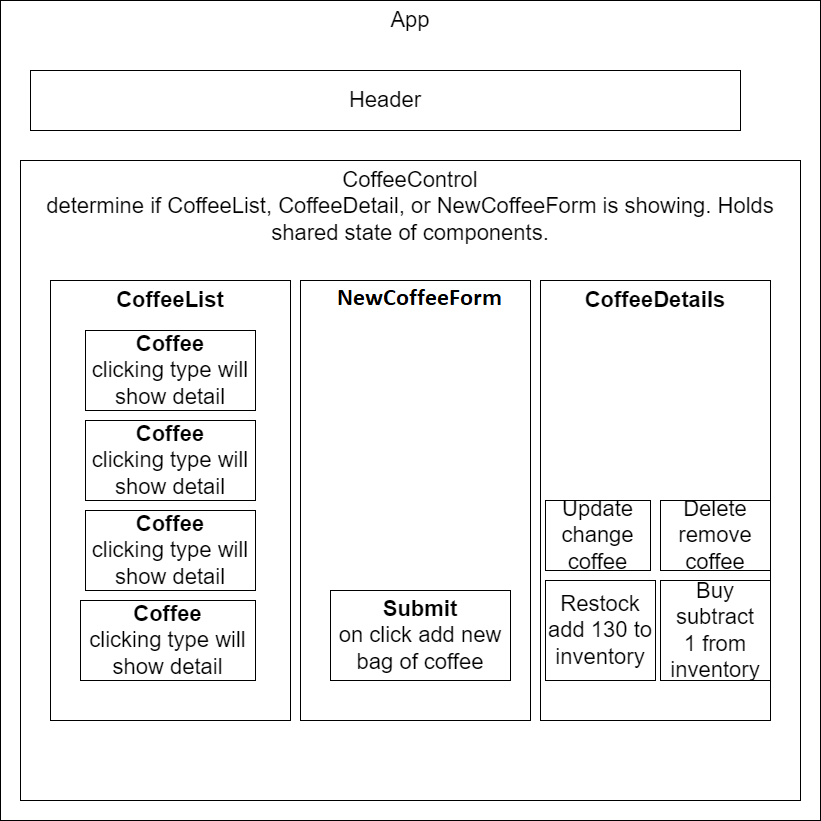 App
Header
CoffeeControl
determine if CoffeeList, CoffeeDetail, or NewCoffeeForm is showing. Holds
shared state of components.
CoffeeList
Coffee
clicking type will
show detail
Coffee
clicking type will
show detail
Coffee
clicking type will
show detail
Coffee
clicking type will
show detail
NewCoffeeForm
Submit
on click add new
bag of coffee
CoffeeDetails
Update
change
coffee
Delete
remove
coffee
Restock
add 130 to
inventory
Buy
subtract
1 from
inventory